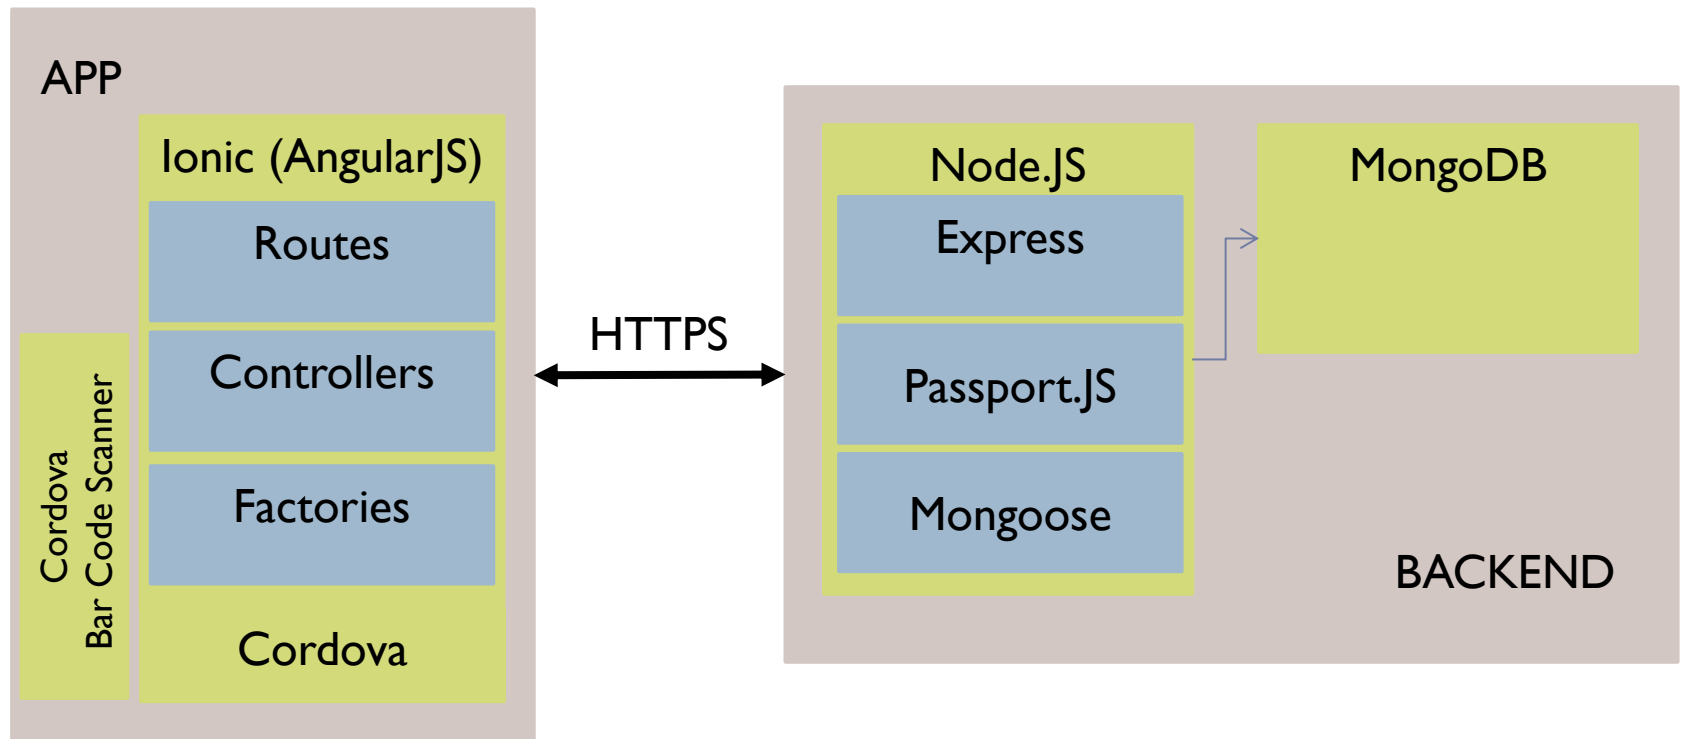 APP
Ionic (AngularJS)
Routes
Controllers
Factories
Cordova
Cordova
Bar Code Scanner
HTTPS
Node.JS
Express
Passport.JS
Mongoose
MongoDB
BACKEND